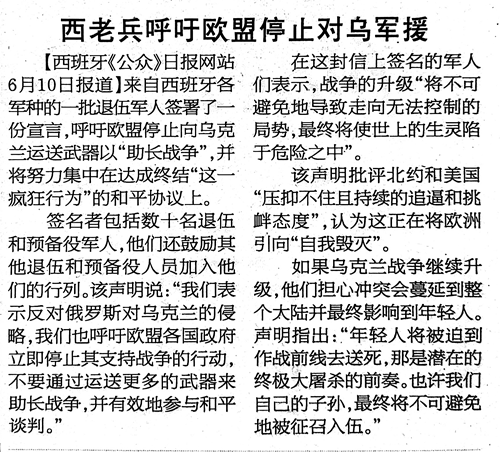 西老兵呼吁欧盟停止对乌军援
【西班牙《公众》日报网站
6月10日报道】来自西班牙各
军种的一批退伍军人签署了一
份宣言,呼吁欧盟停止向乌克
兰运送武器以“助长战争”,并
将努力集中在达成终结“这一
疯狂行为”的和平协议上。
签名者包括数十名退伍
和预备役军人,他们还鼓励其
他退伍和预备役人员加入他
们的行列。该声明说:“我们表
示反对俄罗斯对乌克兰的侵
略,我们也呼吁欧盟各国政府
立即停止其支持战争的行动,
不要通过运送更多的武器来
助长战争,并有效地参与和平
谈判。”
在这封信上签名的军人
们表示,战争的升级“将不可
避免地导致走向无法控制的
局势,最终将使世上的生灵陷
于危险之中”。
该声明批评北约和美国
“压抑不住且持续的追逼和挑
衅态度”,认为这正在将欧洲
引向“自我毁灭”。
如果乌克兰战争继续升
级,他们担心冲突会蔓延到整
个大陆并最终影响到年轻人。
声明指出:“年轻人将被迫到
作战前线去送死,那是潜在的
终极大屠杀的前奏。也许我们
自己的子孙,最终将不可避免
地被征召入伍。”